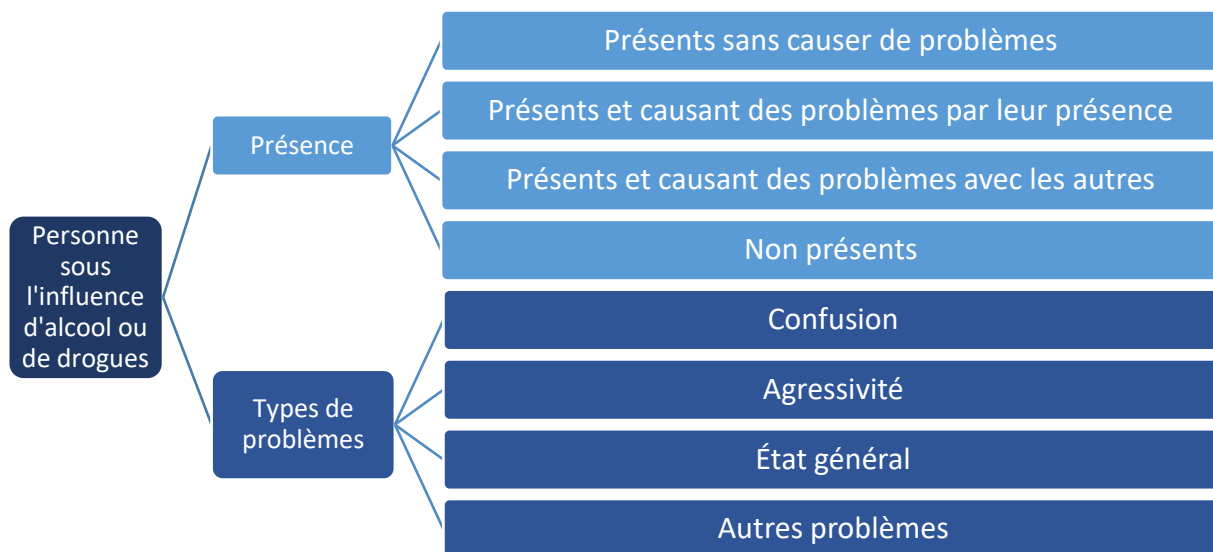 Personne
sous
l'influence
d'alcool ou
de drogues
Présence
Présents sans causer de problèmes
Présents et causant des problèmes par leur présence
Présents et causant des problèmes avec les autres
Non présents
Types de
problèmes
Confusion
Agressivité
État général
Autres problèmes